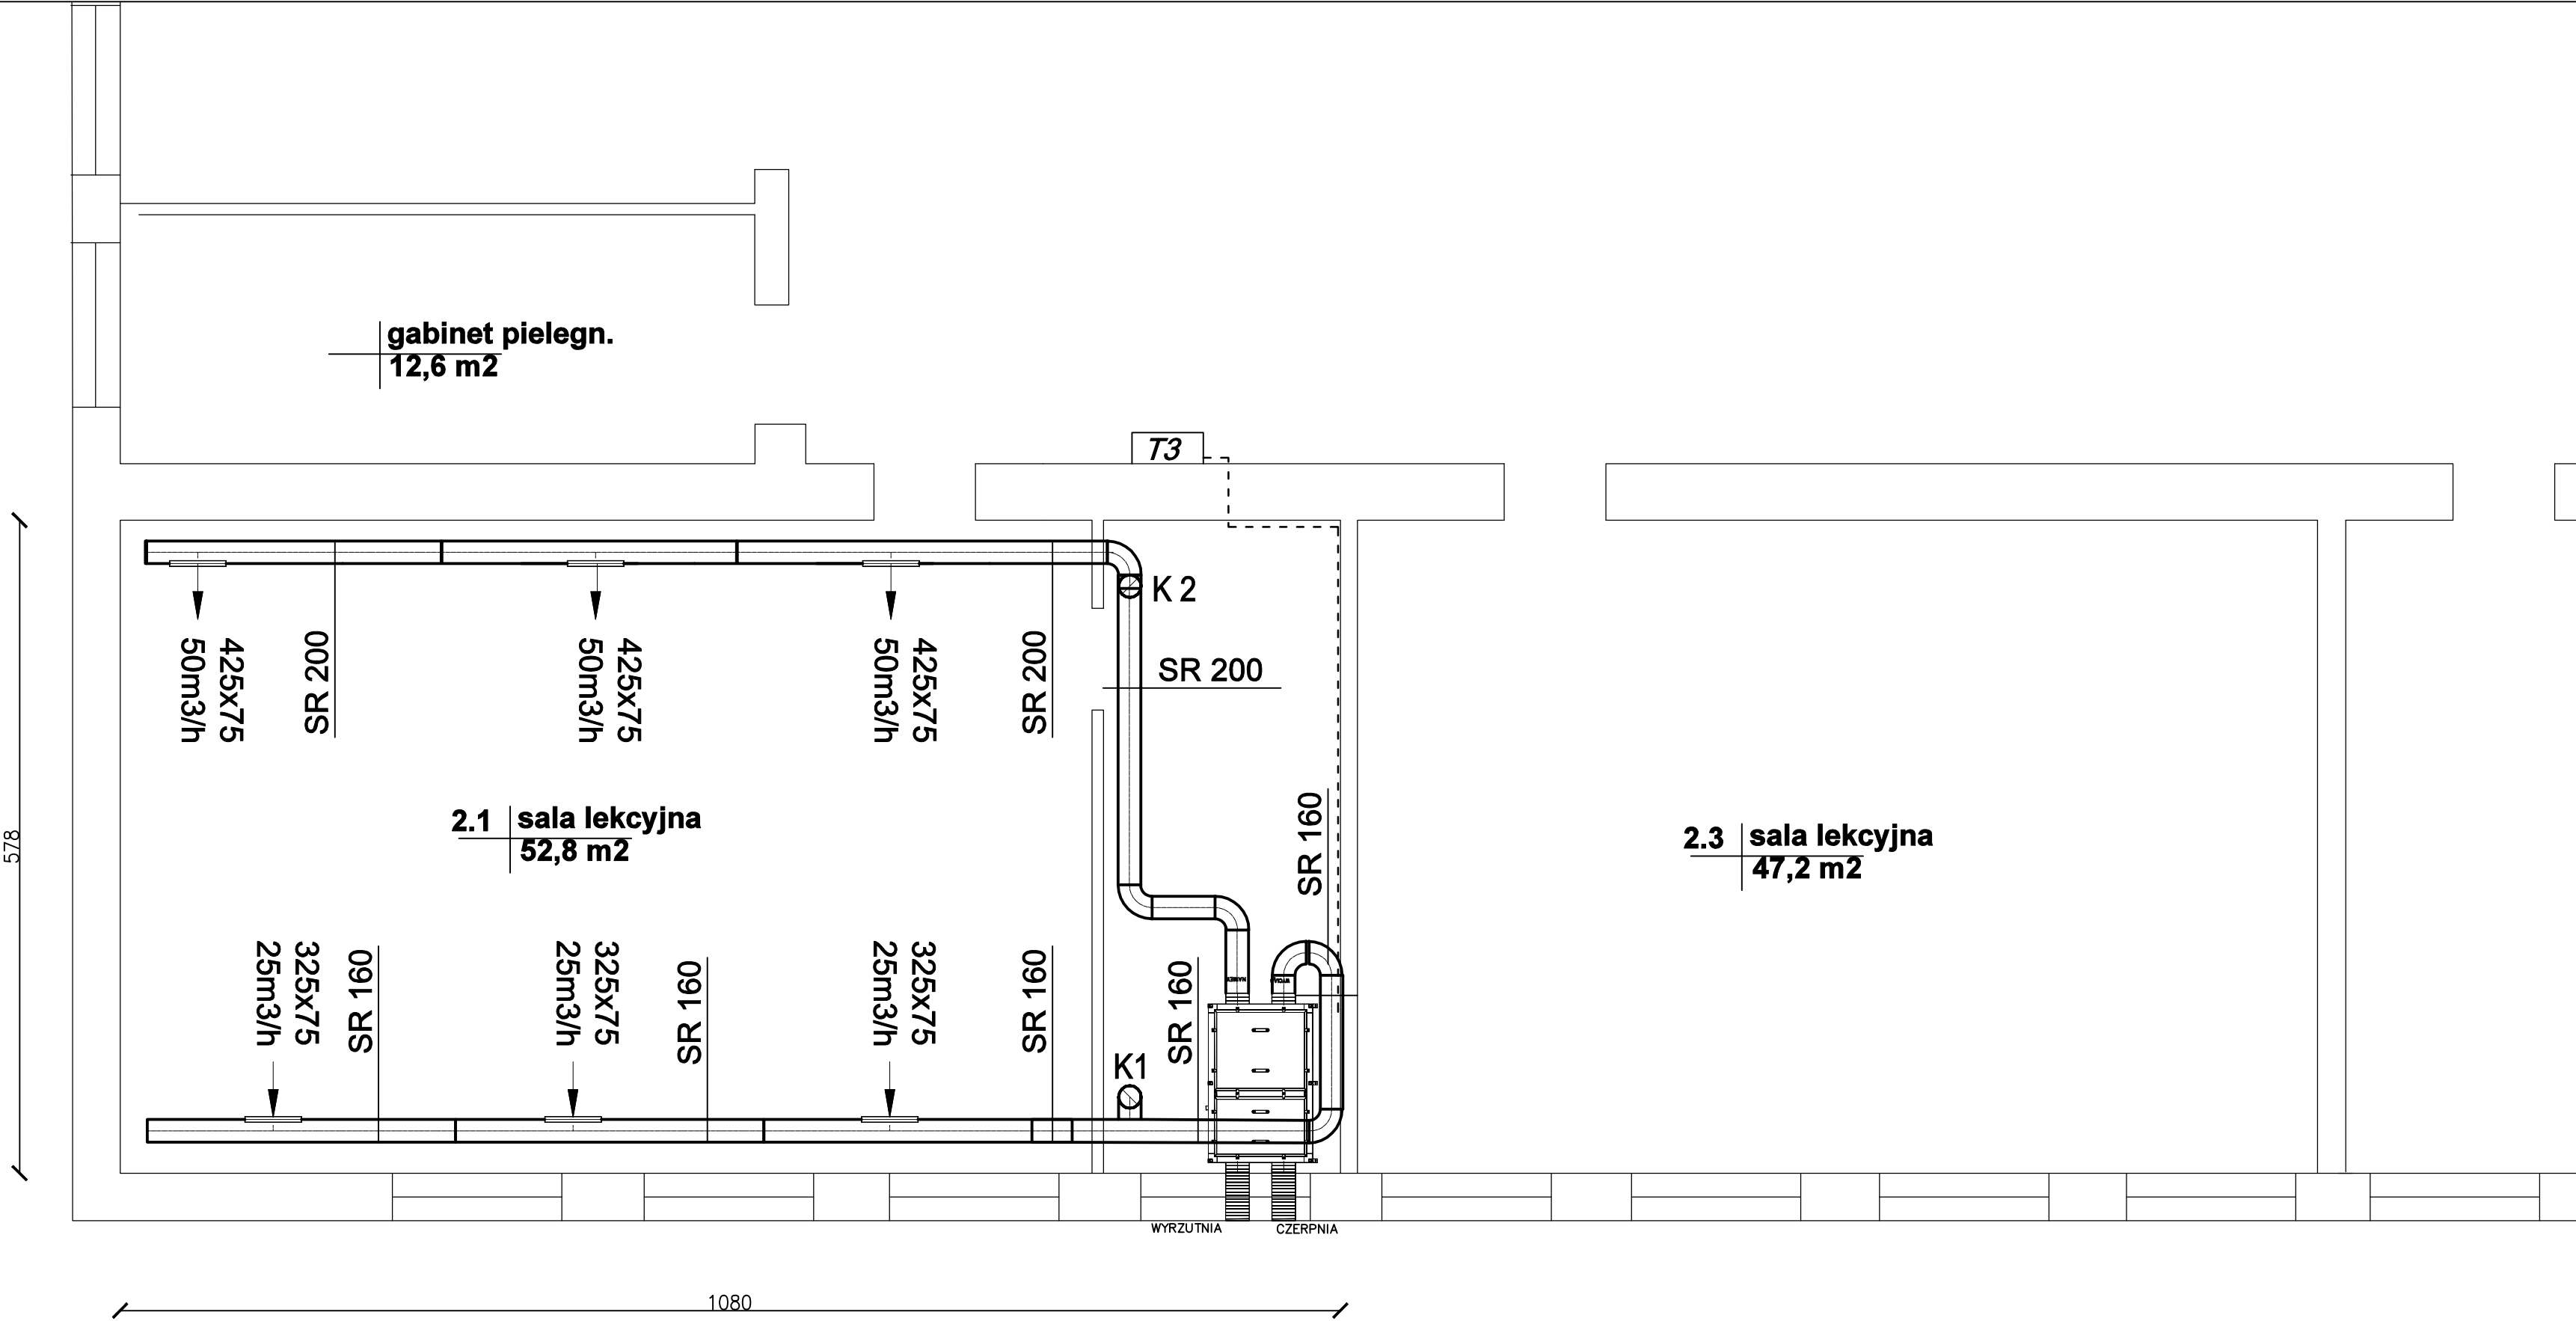 gabinet pielegn.
12,6 m2
T3
K 2
425x75
50m3/h
SR 200
425x75
50m3/h
425x75
50m3/h
SR 200
SR 200
2.1 sala lekcyjna
52,8 m2
2.3 sala lekcyjna
47,2 m2
578
SR 160
325x75
25m3/h
SR 160
325x75
25m3/h
SR 160
325x75
25m3/h
SR 160
SR 160
K1
WYRZUTNIA
CZERPNIA
1080